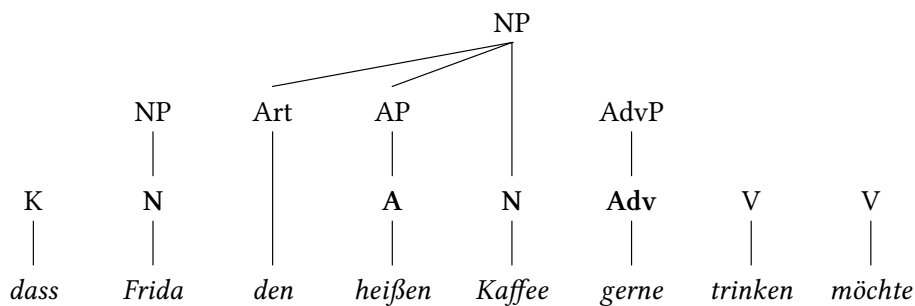 NP
NP Art AP AdvP
K N A N Adv V V
dass Frida den heißen Kaffee gerne trinken möchte